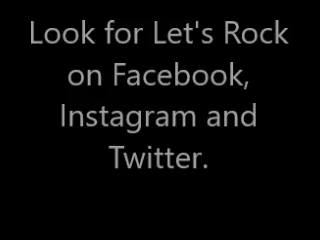 Look for Let's Rock
on Facebook,
Instagram and
Twitter.